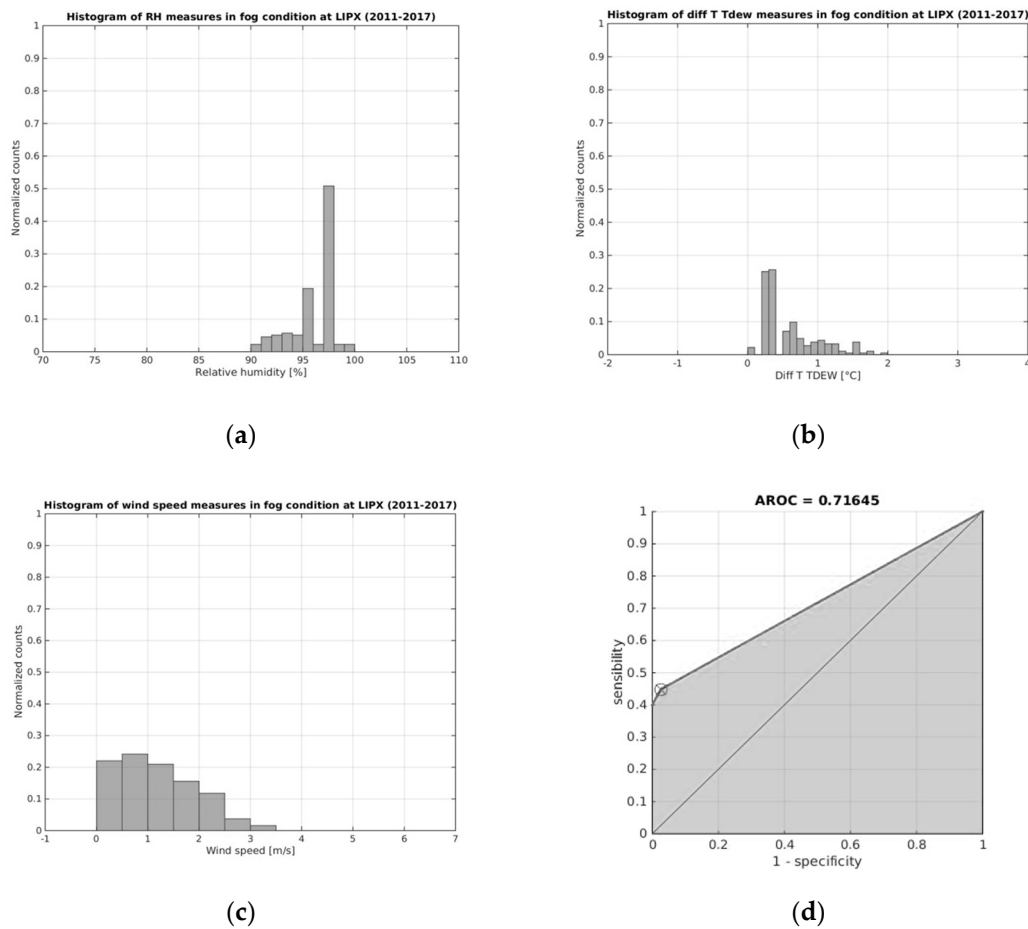 Histogram of RH measures in fog condition at LIPX (2011-2017)
1
0.9
0.8
0.7
0.6
0.5
0.4
0.3
0.2
0.1
0
Normalized counts
70 75 80 85 90 95 100 105 110
Relative humidity [%]
(a)
Histogram of diff T Tdew measures in fog condition at LIPX (2011-2017)
1
0.9
0.8
0.7
0.6
0.5
0.4
0.3
0.2
0.1
0
Normalized counts
-2 -1 0 1 2 3 4
Diff T TDEW [°C]
(b)
Histogram of wind speed measures in fog condition at LIPX (2011-2017)
1
0.9
0.8
0.7
0.6
0.5
0.4
0.3
0.2
0.1
0
Normalized counts
-1 0 1 2 3 4 5 6 7
Wind speed [m/s]
(c)
AROC = 0.71645
1
0.9
0.8
0.7
0.6
0.5
0.4
0.3
0.2
0.1
0
sensibility
0 0.2 0.4 0.6 0.8 1
1 - specificity
(d)